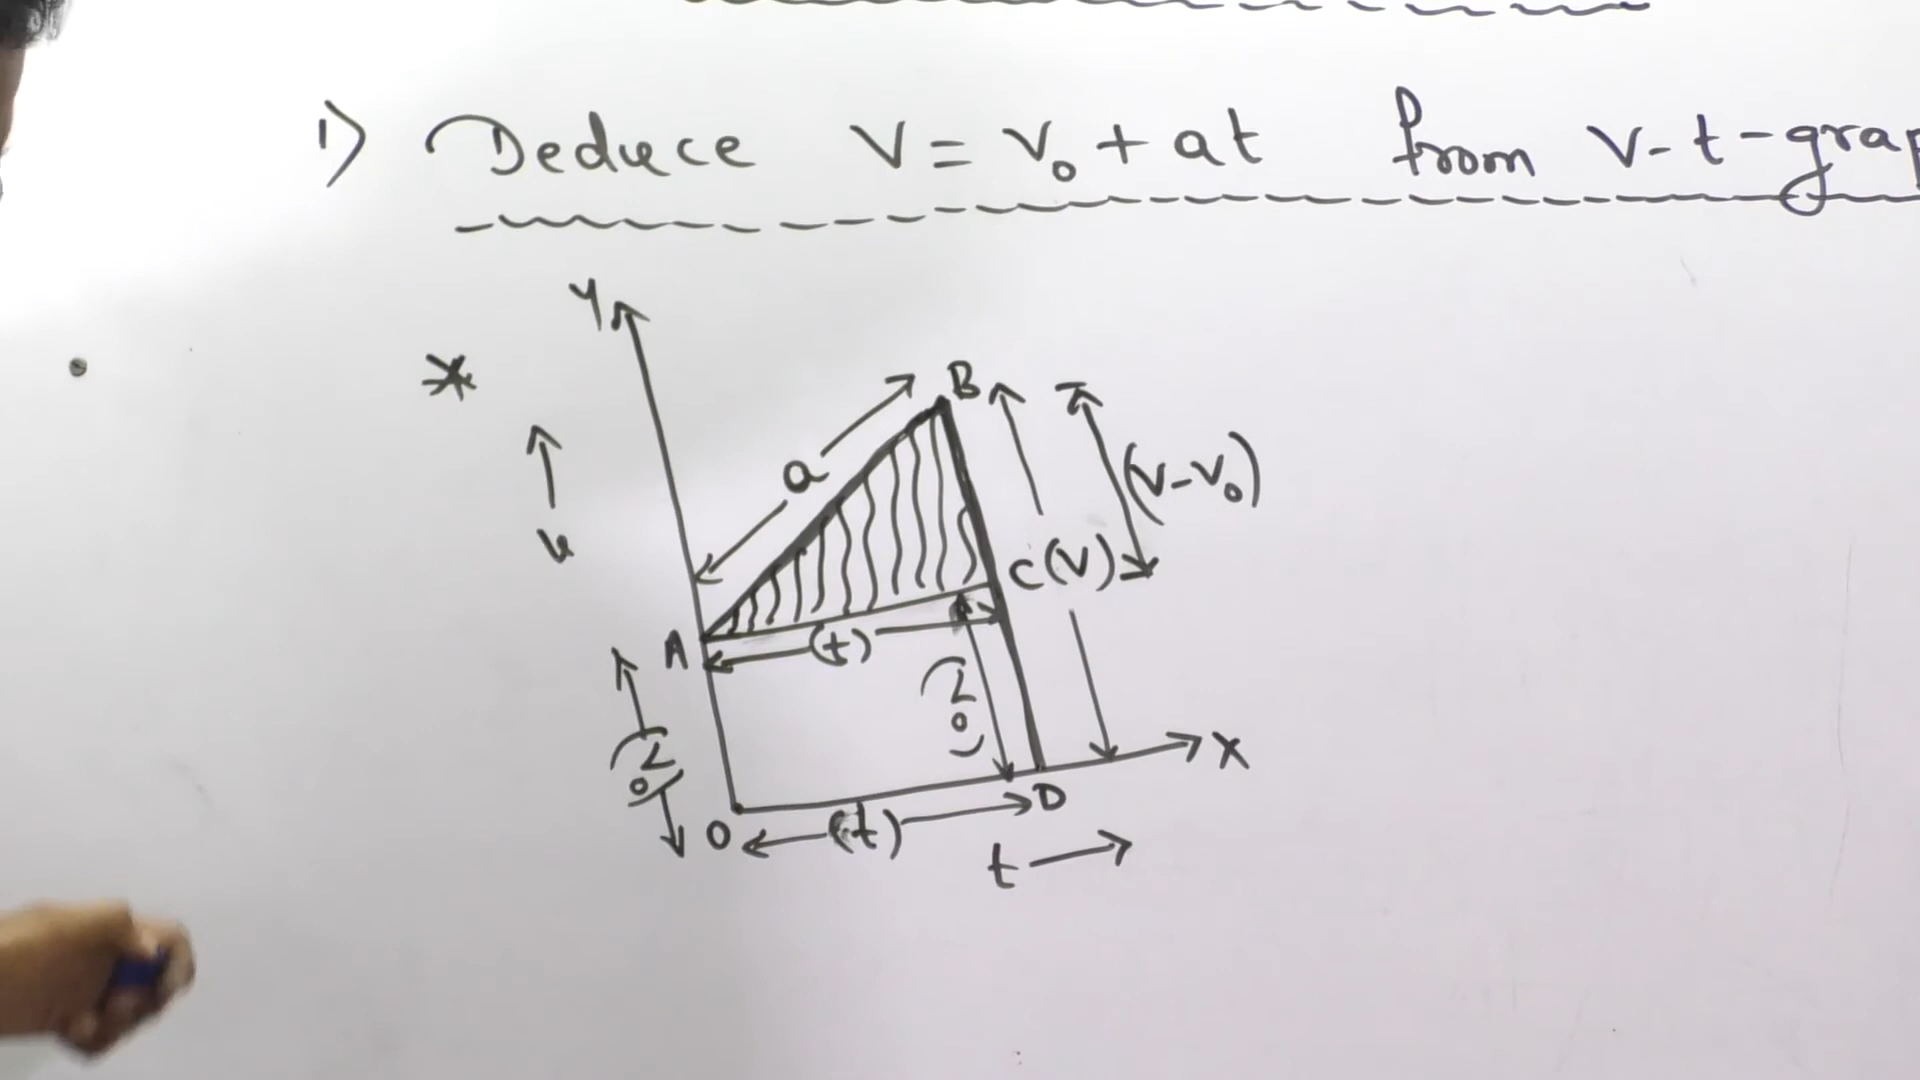 1) Deduce V = V₀ + at from V-t-grap
Y
B
a
(V-V₀)
v
C (V)
A
(t)
(V₀)
(V₀)
X
O
(t)
D
t